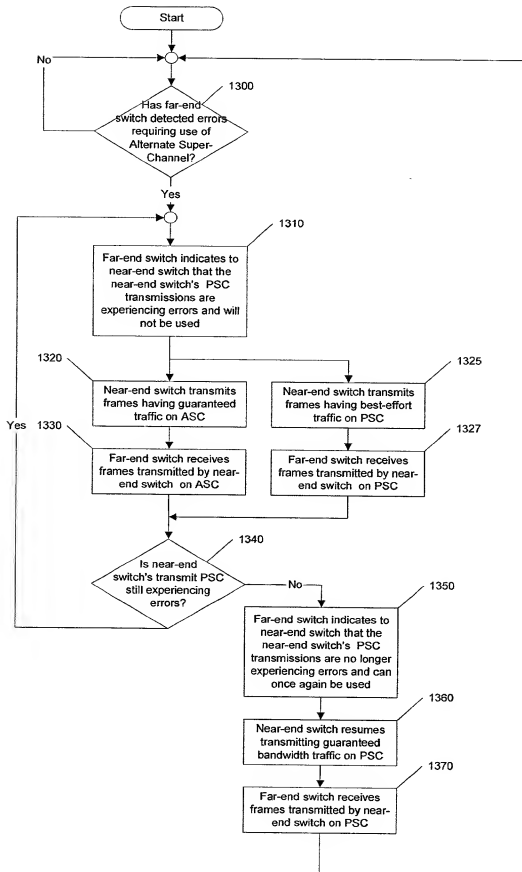 Start
No
1300
Has far-end
switch detected errors
requiring use of
Alternate Super-
Channel?
Yes
1310
Far-end switch indicates to
near-end switch that the
near-end switch's PSC
transmissions are
experiencing errors and will
not be used
1320
1325
Near-end switch transmits
frames having guaranteed
traffic on ASC
Near-end switch transmits
frames having best-effort
traffic on PSC
Yes
1330
1327
Far-end switch receives
frames transmitted by near-
end switch on ASC
Far-end switch receives
frames transmitted by near-
end switch on PSC
1340
Is near-end
switch's transmit PSC
still experiencing
errors?
No
1350
Far-end switch indicates to
near-end switch that the
near-end switch's PSC
transmissions are no longer
experiencing errors and can
once again be used
1360
Near-end switch resumes
transmitting guaranteed
bandwidth traffic on PSC
1370
Far-end switch receives
frames transmitted by near-
end switch on PSC